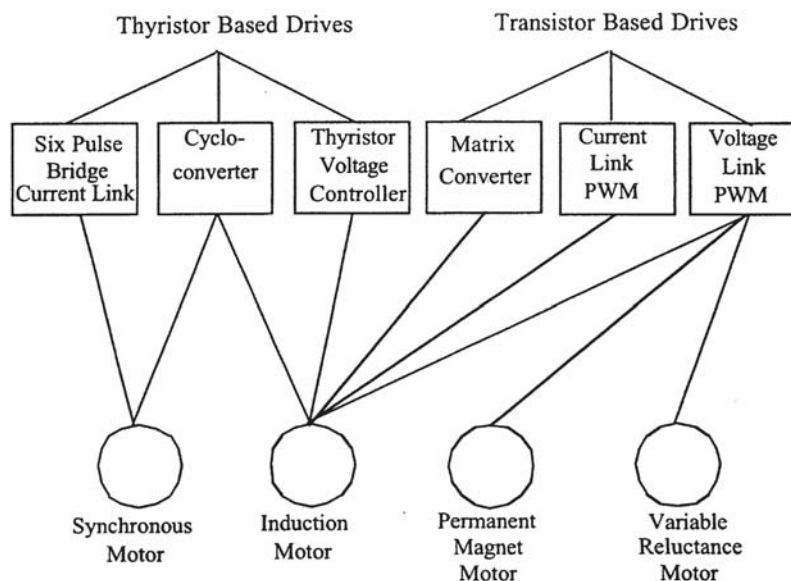 Thyristor Based Drives
Transistor Based Drives
Six Pulse
Bridge
Current Link
Cyclo-
converter
Thyristor
Voltage
Controller
Matrix
Converter
Current
Link
PWM
Voltage
Link
PWM
Synchronous
Motor
Induction
Motor
Permanent
Magnet
Motor
Variable
Reluctance
Motor